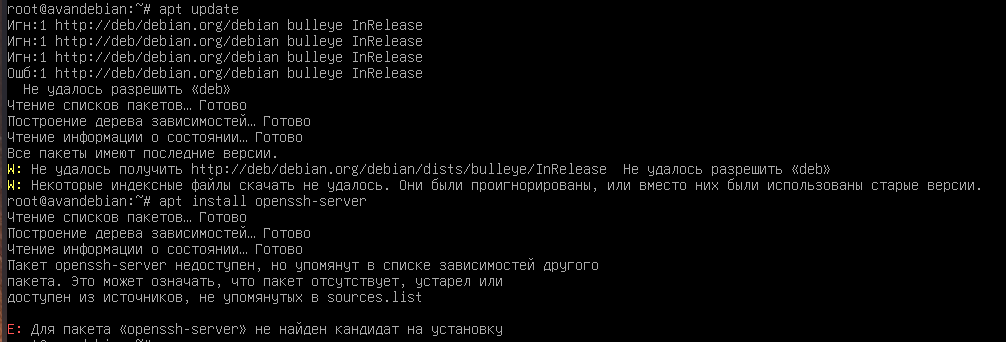 root@avandebian:~# apt update
Игн:1 http://deb/debian.org/debian bulleye InRelease
Игн:1 http://deb/debian.org/debian bulleye InRelease
Игн:1 http://deb/debian.org/debian bulleye InRelease
Ошб:1 http://deb/debian.org/debian bulleye InRelease
Не удалось разрешить «deb»
Чтение списков пакетов… Готово
Построение дерева зависимостей… Готово
Чтение информации о состоянии… Готово
Все пакеты имеют последние версии.
W: Не удалось получить http://deb/debian.org/debian/dists/bulleye/InRelease Не удалось разрешить «deb»
W: Некоторые индексные файлы скачать не удалось. Они были проигнорированы, или вместо них были использованы старые версии.
root@avandebian:~# apt install openssh-server
Чтение списков пакетов… Готово
Построение дерева зависимостей… Готово
Чтение информации о состоянии… Готово
Пакет openssh-server недоступен, но упомянут в списке зависимостей другого
пакета. Это может означать, что пакет отсутствует, устарел или
доступен из источников, не упомянутых в sources.list
E: Для пакета «openssh-server» не найден кандидат на установку